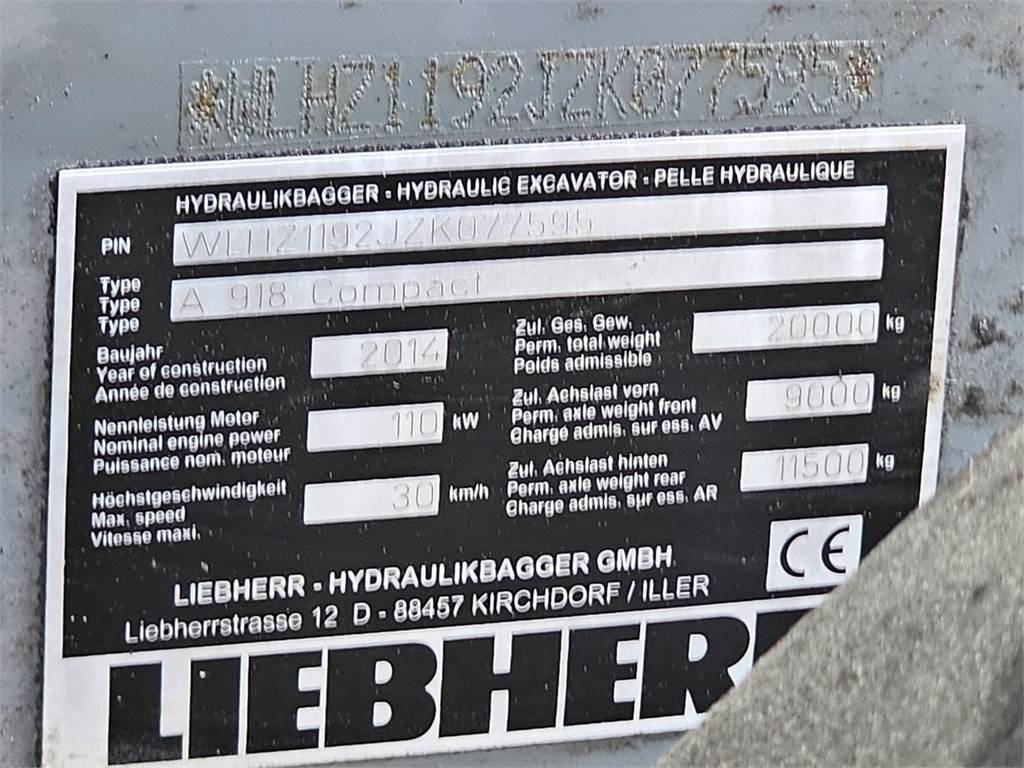 *WLHZ1192JZK077595*
HYDRAULIKBAGGER - HYDRAULIC EXCAVATOR - PELLE HYDRAULIQUE
PIN WLHZ1192JZK077595
Type
Type A 918 Compact
Type
Baujahr
Year of construction 2014
Année de construction
Nennleistung Motor
Nominal engine power 110 kW
Puissance nom. moteur
Höchstgeschwindigkeit
Max. speed 30 km/h
Vitesse maxi.
Zul. Ges. Gew.
Perm. total weight 20000 kg
Poids admissible
Zul. Achslast vorn
Perm. axle weight front 9000 kg
Charge admis. sur ess. AV
Zul. Achslast hinten
Perm. axle weight rear 11500 kg
Charge admis. sur ess. AR
CE
LIEBHERR - HYDRAULIKBAGGER GMBH
Liebherrstrasse 12 D - 88457 KIRCHDORF / ILLER
LIEBHERR